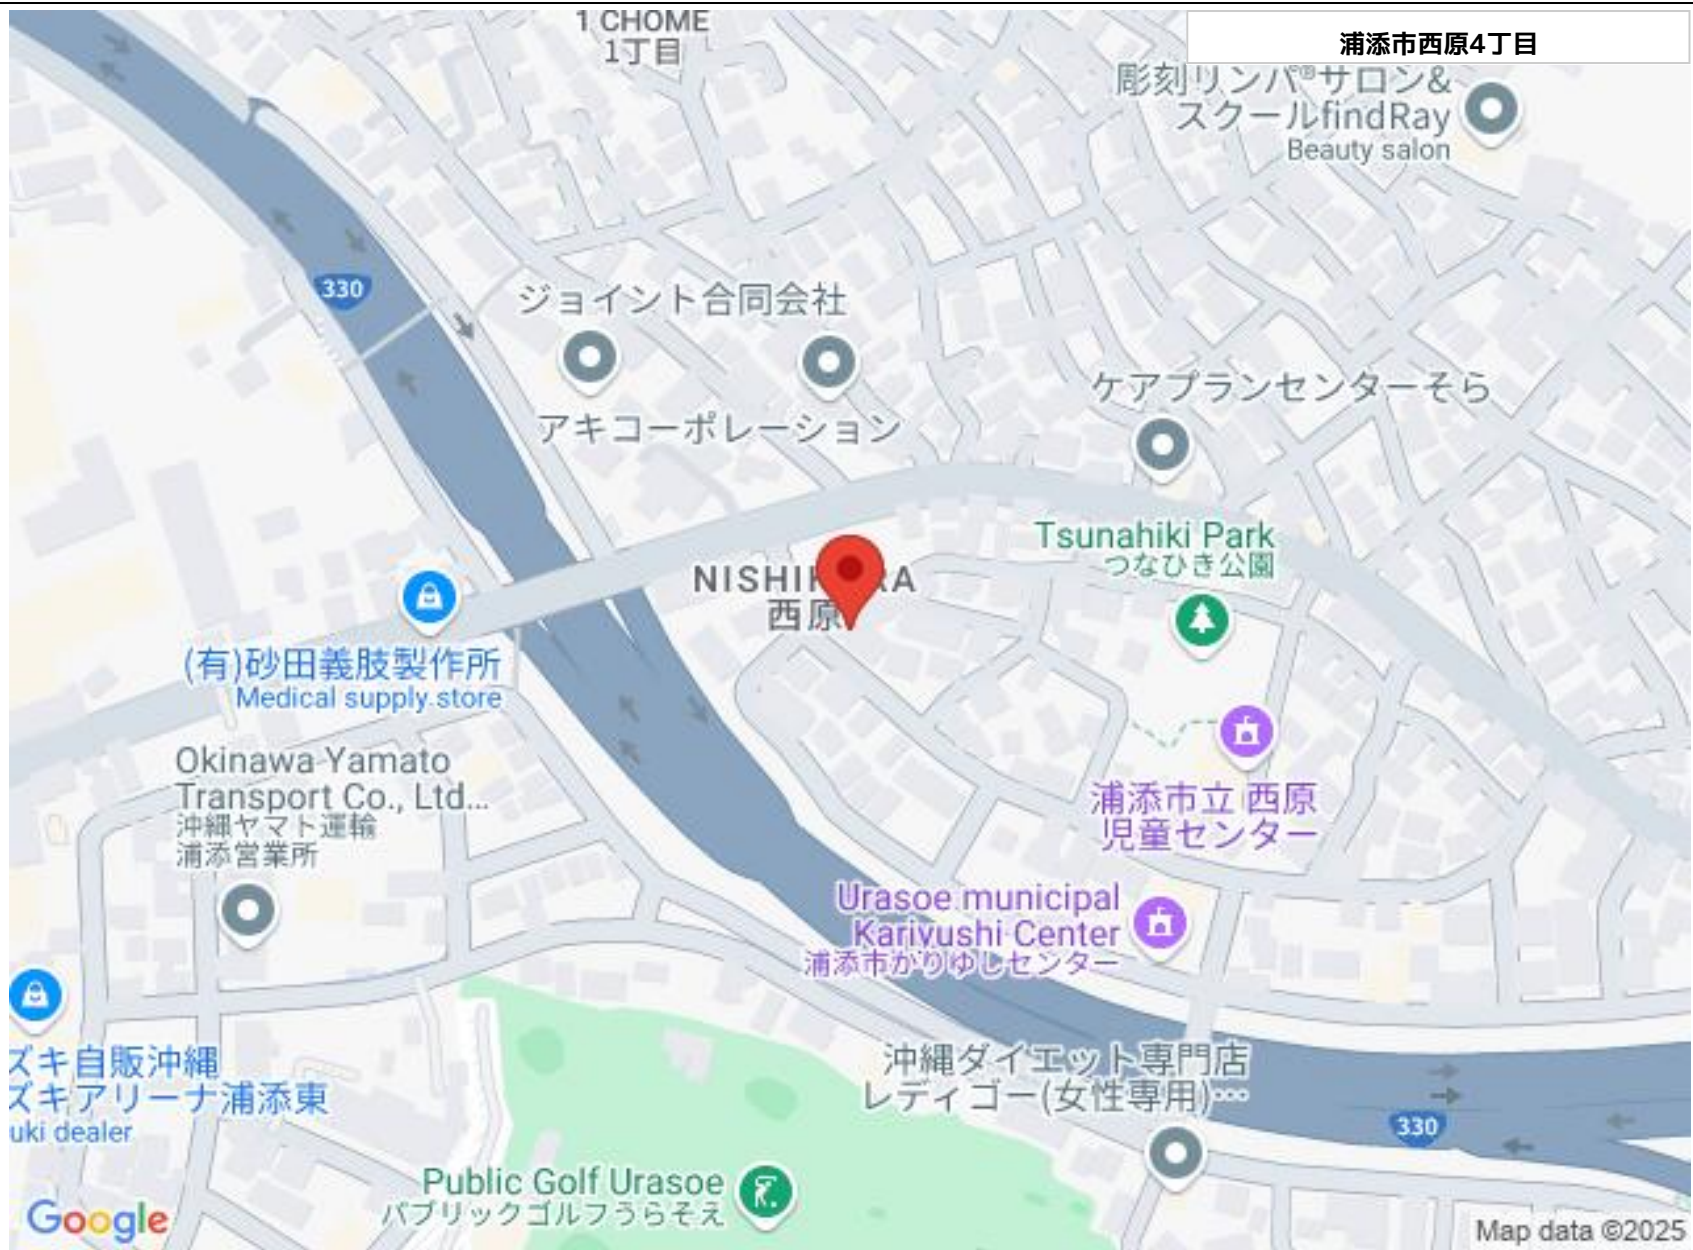 1 CHOME
1丁目
浦添市西原4丁目
彫刻リンパ®サロン&
スクールfindRay
Beauty salon
330
ジョイント合同会社
アキコーポレーション
ケアプランセンターそら
Tsunahiki Park
つなひき公園
西原
(有)砂田義肢製作所
Medical supply store
Okinawa Yamato
Transport Co., Ltd...
沖縄ヤマト運輸
浦添営業所
浦添市立 西原
児童センター
Urasoe municipal
Kariyushi Center
浦添市かりゆしセンター
ズキ自販沖縄
ズキアリーナ浦添東
uki dealer
沖縄ダイエット専門店
レディゴー(女性専用)…
330
Public Golf Urasoe
パブリックゴルフうらそえ
Google
Map data ©2025